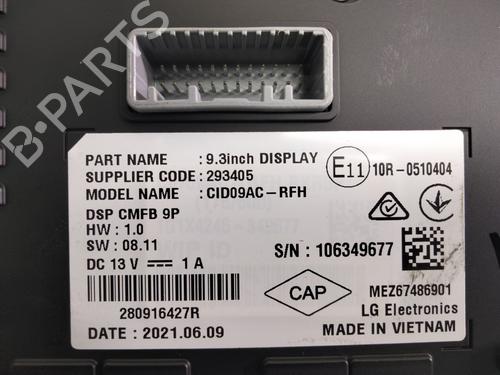 PART NAME : 9.3inch DISPLAY
SUPPLIER CODE : 293405
MODEL NAME : CID09AC-RFH
DSP CMFB 9P
HW : 1.0
SW : 08.11
DC 13 V 1 A
E11 10R-0510404
S/N : 106349677
280916427R
DATE : 2021.06.09
CAP
MEZ67486901
LG Electronics
MADE IN VIETNAM
B-PARTS